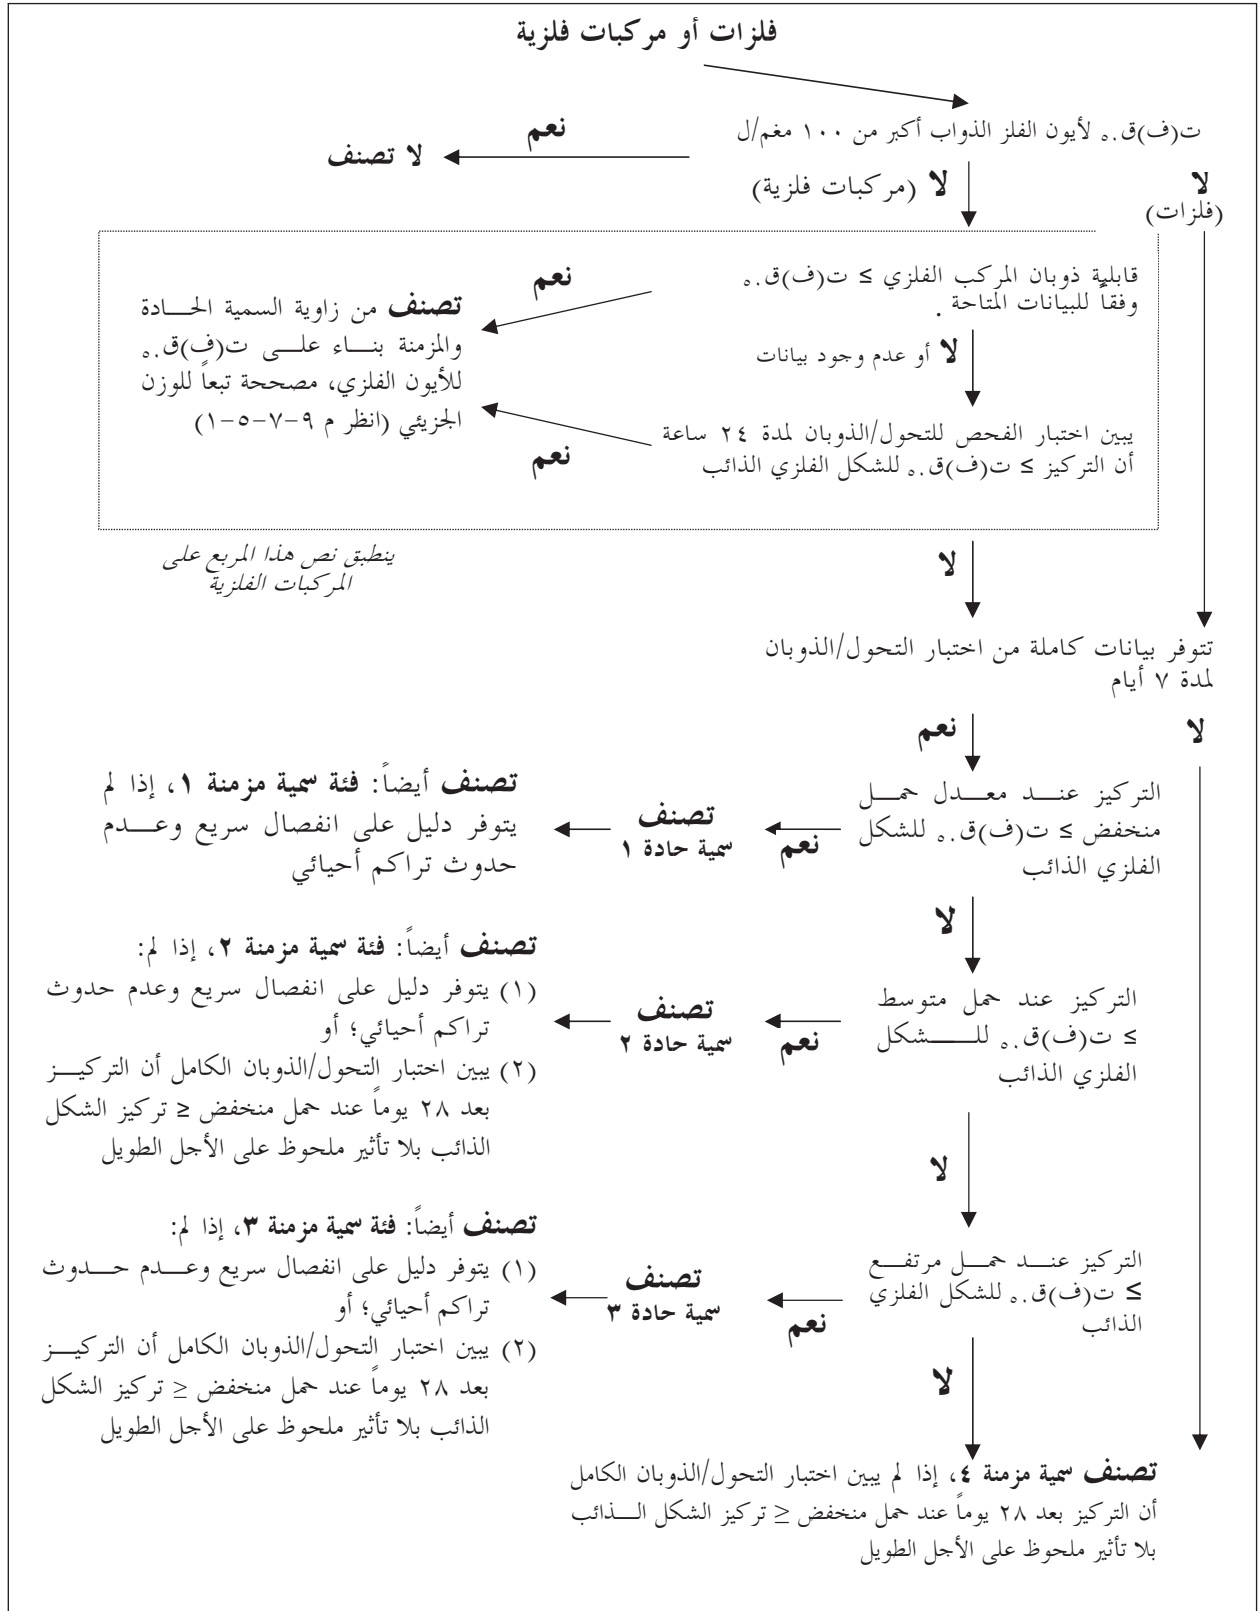 فلزات أو مركبات فلزية
ت(ف)ق.٥ لأيون الفلز الذواب أكبر من ١٠٠ مغم/ل
نعم
لا تصنف
لا (مركبات فلزية)
لا
(فلزات)
قابلية ذوبان المركب الفلزي ≥ ت(ف)ق.٥
وفقاً للبيانات المتاحة .
نعم
تصنف من زاوية السمية الحادة
والمزمنة بناء على ت(ف)ق.٥
للأيون الفلزي، مصححة تبعاً للوزن
الجزيئي (انظر م ٩-٧-٥-١)
لا أو عدم وجود بيانات
يبين اختبار الفحص للتحول/الذوبان لمدة ٢٤ ساعة
أن التركيز ≥ ت(ف)ق.٥ للشكل الفلزي الذائب
نعم
ينطبق نص هذا المربع على
المركبات الفلزية
لا
تتوفر بيانات كاملة من اختبار التحول/الذوبان
لمدة ٧ أيام
نعم
لا
التركيز عند معدل حمل
منخفض ≥ ت(ف)ق.٥ للشكل
الفلزي الذائب
نعم
تصنف
سمية حادة ١
تصنف أيضاً: فئة سمية مزمنة ١، إذا لم
يتوفر دليل على انفصال سريع وعدم
حدوث تراكم أحيائي
لا
التركيز عند حمل متوسط
≥ ت(ف)ق.٥ للشكل
الفلزي الذائب
نعم
تصنف
سمية حادة ٢
تصنف أيضاً: فئة سمية مزمنة ٢، إذا لم:
(١) يتوفر دليل على انفصال سريع وعدم حدوث
تراكم أحيائي؛ أو
(٢) يبين اختبار التحول/الذوبان الكامل أن التركيز
بعد ٢٨ يوماً عند حمل منخفض ≤ تركيز الشكل
الذائب بلا تأثير ملحوظ على الأجل الطويل
لا
التركيز عند حمل مرتفع
≥ ت(ف)ق.٥ للشكل الفلزي
الذائب
نعم
تصنف
سمية حادة ٣
تصنف أيضاً: فئة سمية مزمنة ٣، إذا لم:
(١) يتوفر دليل على انفصال سريع وعدم حدوث
تراكم أحيائي؛ أو
(٢) يبين اختبار التحول/الذوبان الكامل أن التركيز
بعد ٢٨ يوماً عند حمل منخفض ≤ تركيز الشكل
الذائب بلا تأثير ملحوظ على الأجل الطويل
لا
تصنف سمية مزمنة ٤، إذا لم يبين اختبار التحول/الذوبان الكامل
أن التركيز بعد ٢٨ يوماً عند حمل منخفض ≤ تركيز الشكل الذائب
بلا تأثير ملحوظ على الأجل الطويل